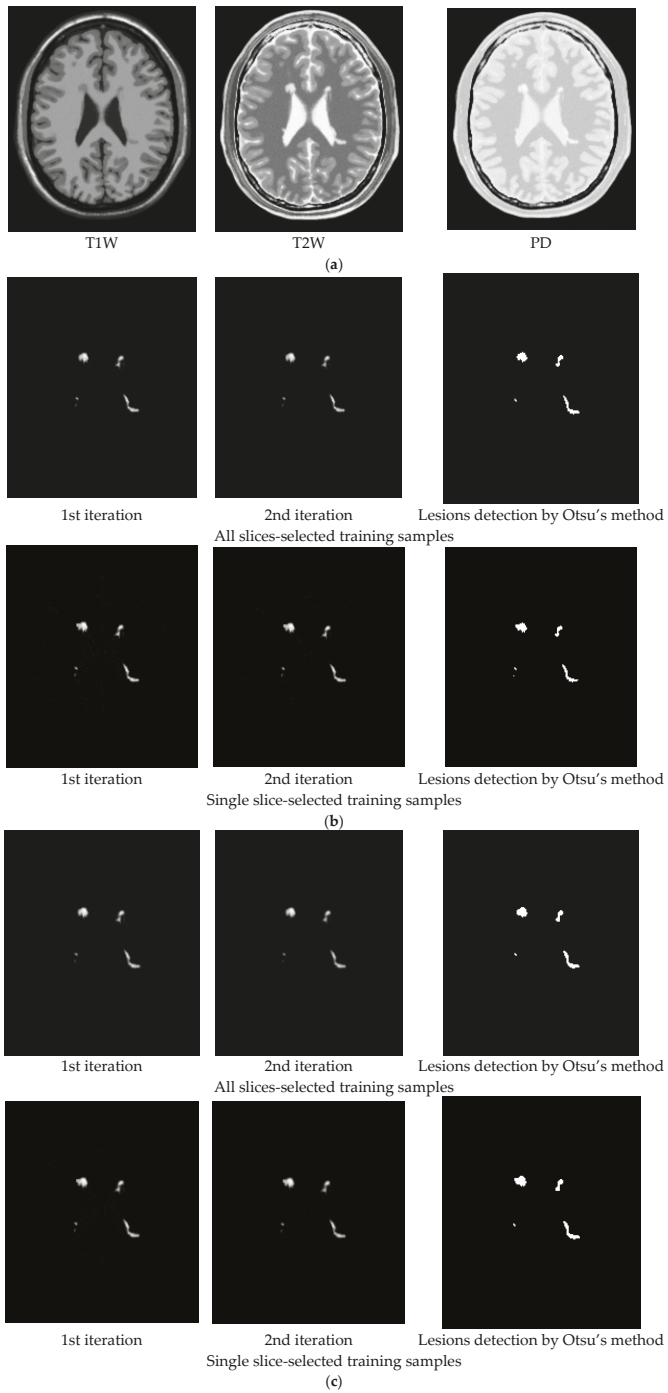 T1W T2W PD
(a)
1st iteration 2nd iteration Lesions detection by Otsu's method
All slices-selected training samples
1st iteration 2nd iteration Lesions detection by Otsu's method
Single slice-selected training samples
(b)
1st iteration 2nd iteration Lesions detection by Otsu's method
All slices-selected training samples
1st iteration 2nd iteration Lesions detection by Otsu's method
Single slice-selected training samples
(c)